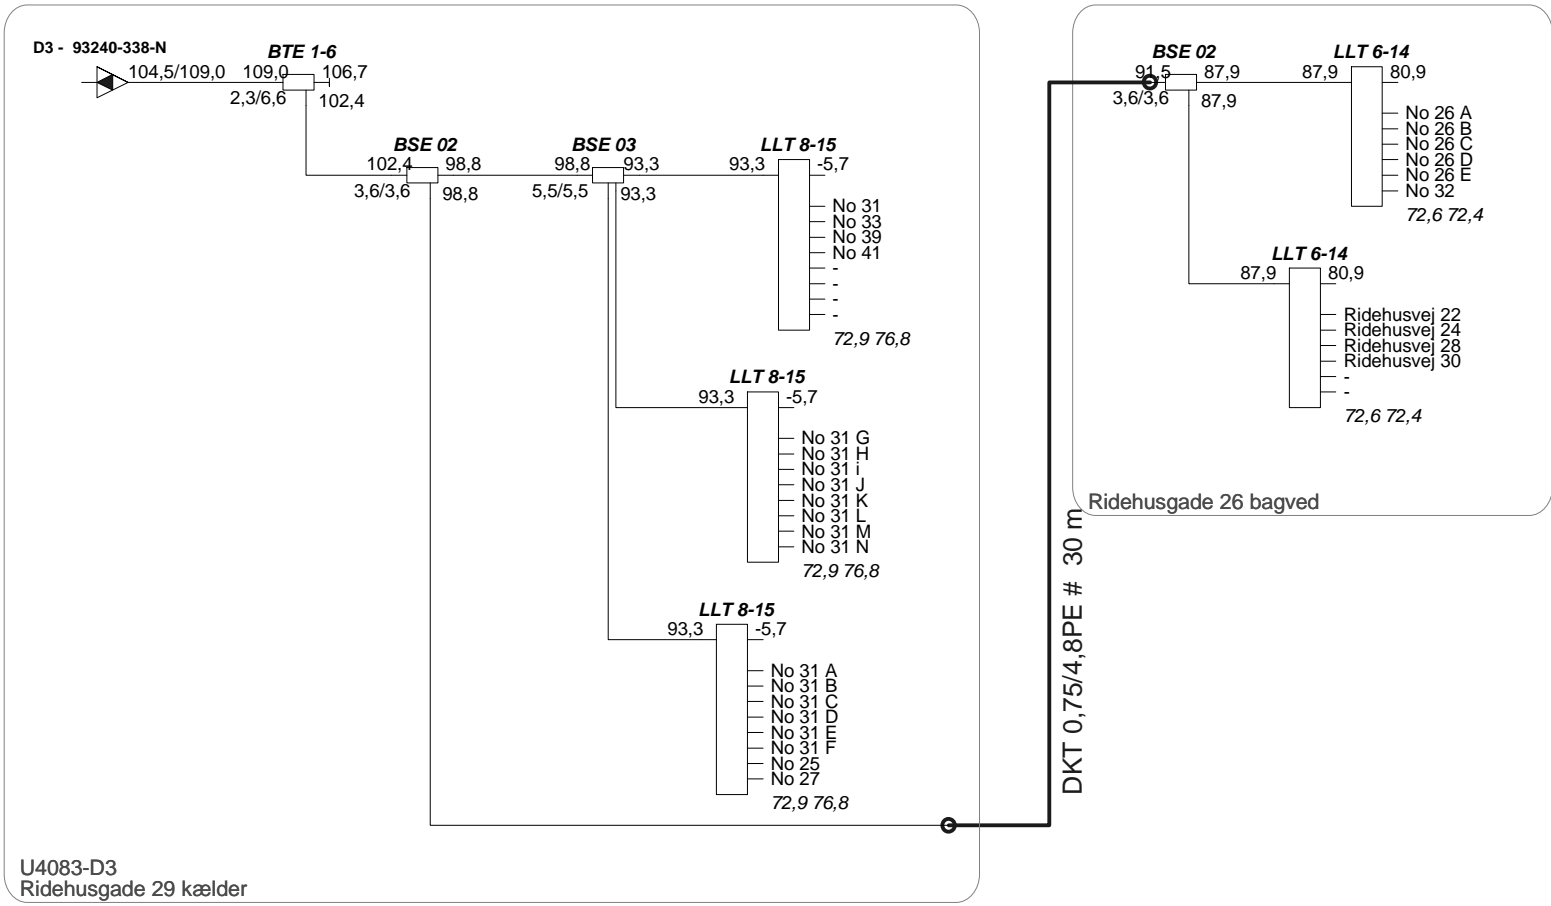 D3 - 93240-338-N
BTE 1-6
104,5/109,0 109,0 106,7
2,3/6,6 102,4
BSE 02
102,4 98,8
3,6/3,6 98,8
BSE 03
98,8 93,3
5,5/5,5 93,3
LLT 8-15
93,3 -5,7
No 31
No 33
No 39
No 41
-
-
-
-
72,9 76,8
LLT 8-15
93,3 -5,7
No 31 G
No 31 H
No 31 i
No 31 J
No 31 K
No 31 L
No 31 M
No 31 N
72,9 76,8
LLT 8-15
93,3 -5,7
No 31 A
No 31 B
No 31 C
No 31 D
No 31 E
No 31 F
No 25
No 27
72,9 76,8
U4083-D3
Ridehusgade 29 kælder
DKT 0,75/4,8PE # 30 m
BSE 02
91,5 87,9
3,6/3,6 87,9
LLT 6-14
87,9 80,9
No 26 A
No 26 B
No 26 C
No 26 D
No 26 E
No 32
72,6 72,4
LLT 6-14
87,9 80,9
Ridehusvej 22
Ridehusvej 24
Ridehusvej 28
Ridehusvej 30
-
-
72,6 72,4
Ridehusgade 26 bagved